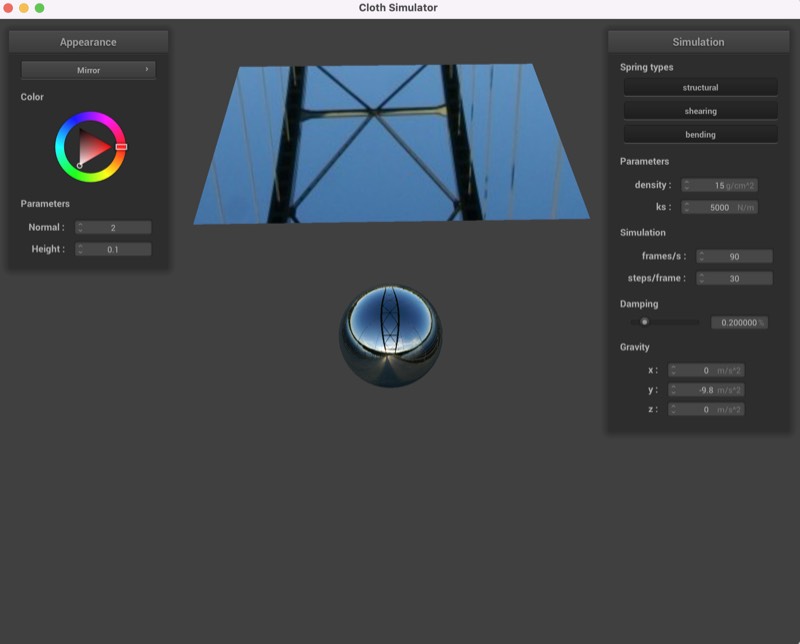 Cloth Simulator
Appearance
Mirror
Color
Parameters
Normal : 2
Height : 0.1
Simulation
Spring types
structural
shearing
bending
Parameters
density : 15 g/cm^2
ks : 5000 N/m
Simulation
frames/s : 90
steps/frame : 30
Damping
0.200000 %
Gravity
x : 0 m/s^2
y : -9.8 m/s^2
z : 0 m/s^2